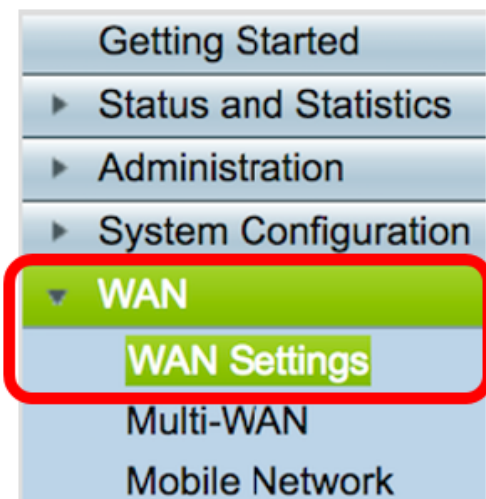 Getting Started
Status and Statistics
Administration
System Configuration
WAN
WAN Settings
Multi-WAN
Mobile Network